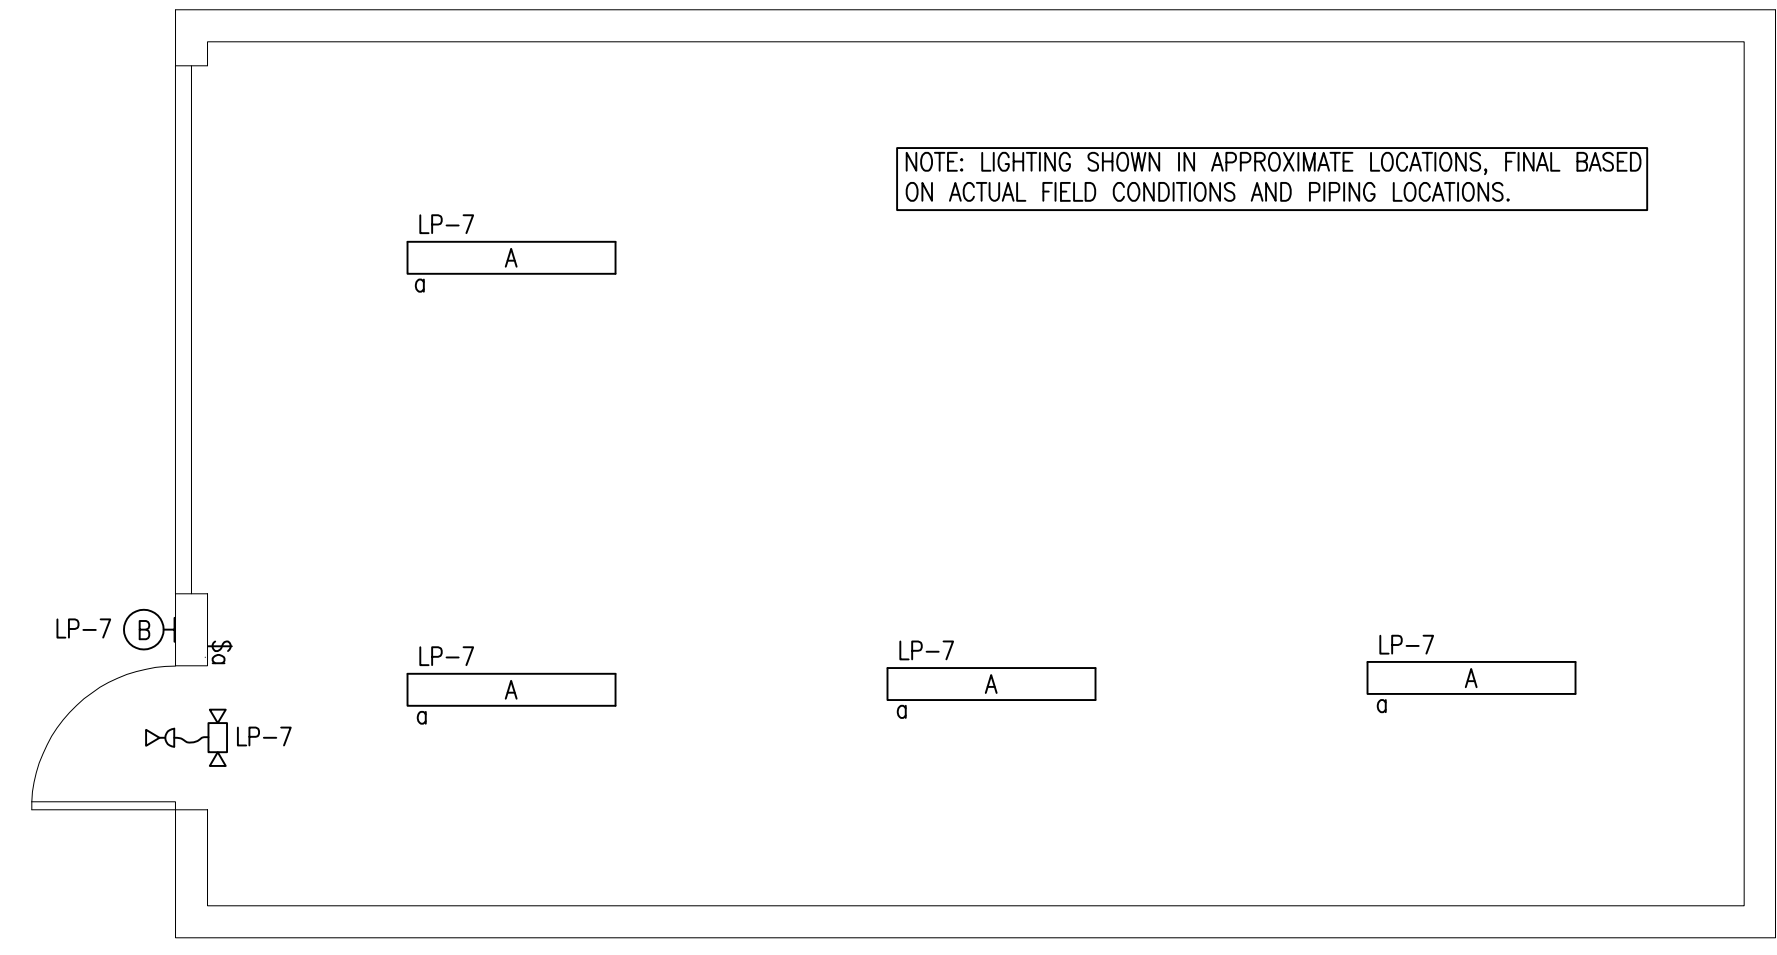 NOTE: LIGHTING SHOWN IN APPROXIMATE LOCATIONS, FINAL BASED
ON ACTUAL FIELD CONDITIONS AND PIPING LOCATIONS.
LP-7
A
a
LP-7
B
$a
LP-7
A
a
LP-7
A
a
LP-7
A
a
LP-7